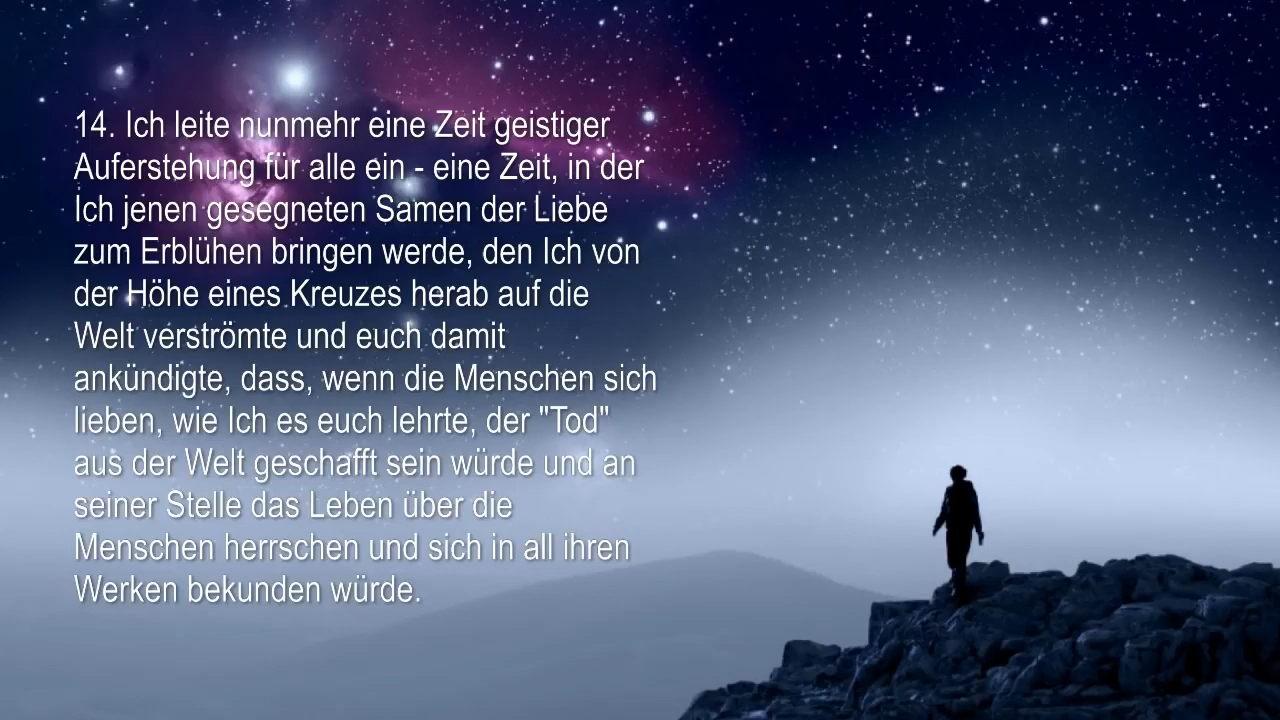 14. Ich leite nunmehr eine Zeit geistiger
Auferstehung für alle ein - eine Zeit, in der
Ich jenen gesegneten Samen der Liebe
zum Erblühen bringen werde, den Ich von
der Höhe eines Kreuzes herab auf die
Welt verströmte und euch damit
ankündigte, dass, wenn die Menschen sich
lieben, wie Ich es euch lehrte, der "Tod"
aus der Welt geschafft sein würde und an
seiner Stelle das Leben über die
Menschen herrschen und sich in all ihren
Werken bekunden würde.